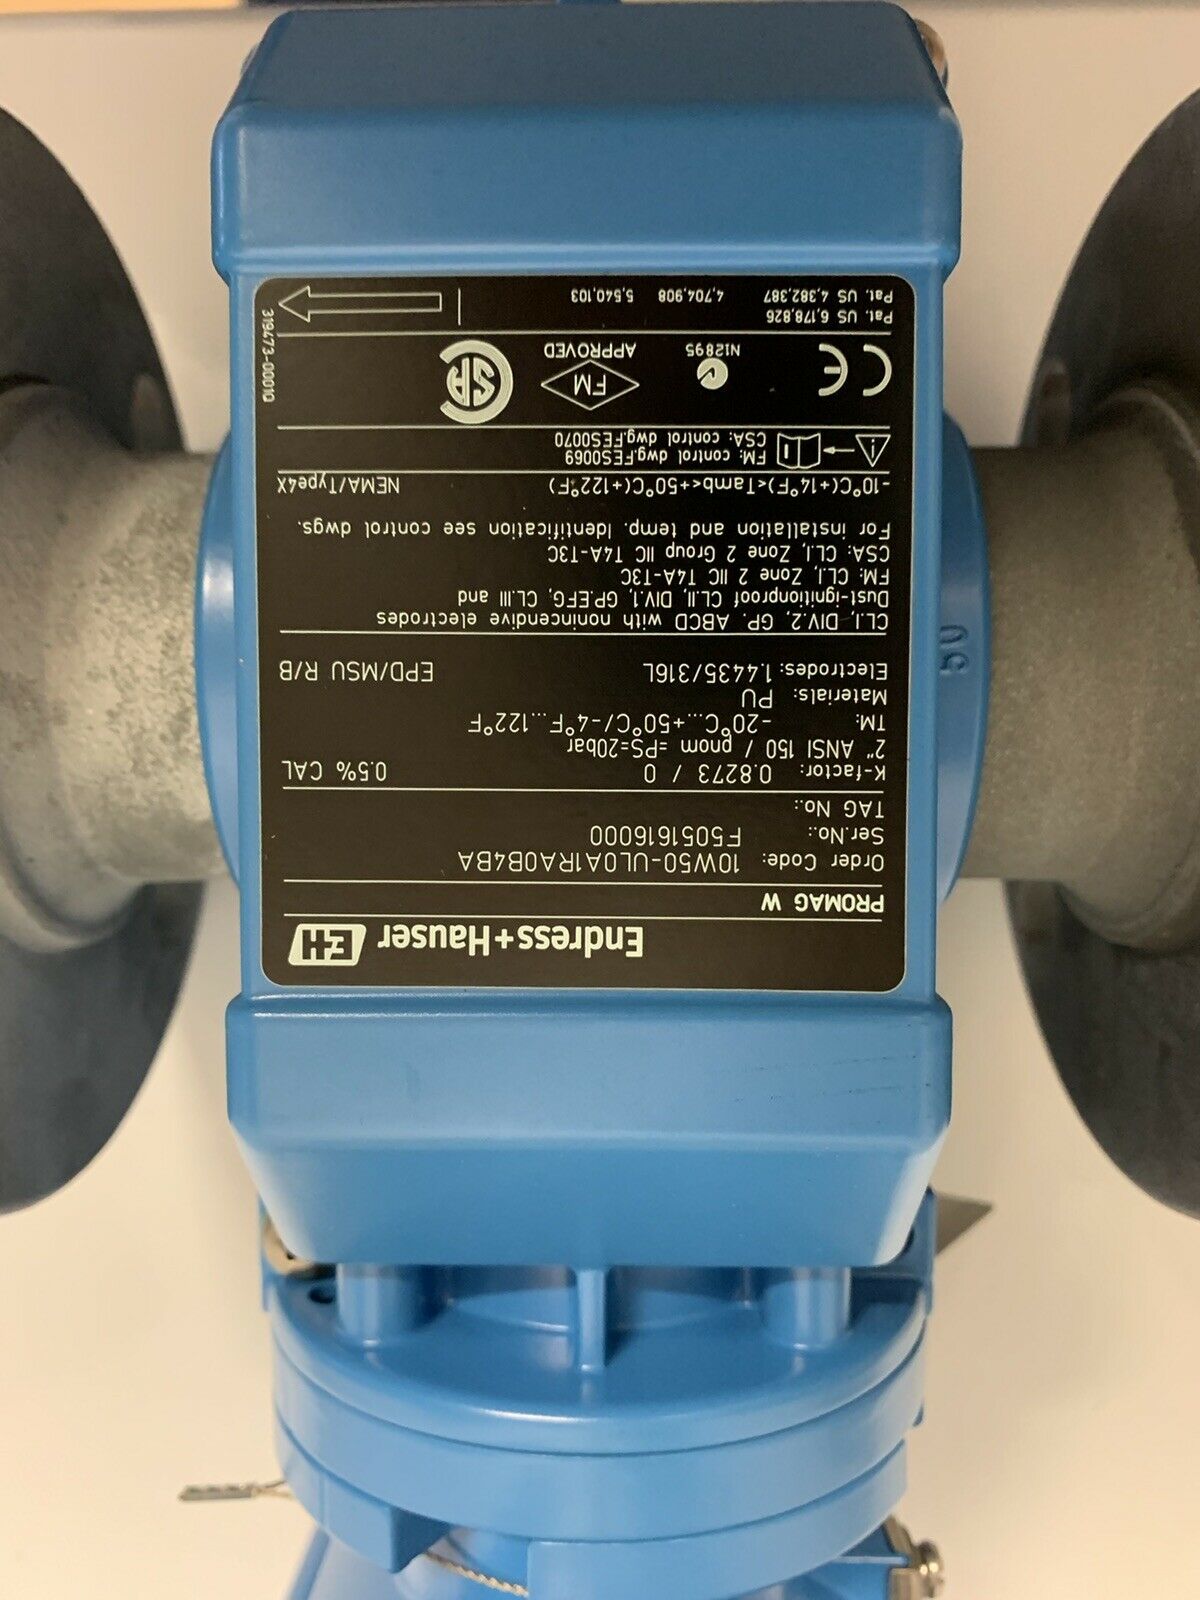 Endress+Hauser EH
PROMAG W
Order Code: 10W50-UL0A1RA0B4BA
Ser.No.: F5051616000
TAG No.:
K-factor: 0.8273 / 0 0.5% CAL
2" ANSI 150 / pnom =PS=20bar
TM: -20°C...+50°C/-4°F...122°F
Materials: PU
Electrodes: 1.4435/316L EPD/MSU R/B
CL.I, DIV.2, GP. ABCD with nonincendive electrodes
Dust-ignitionproof CL.II, DIV.1, GP.EFG, CL.III and
FM: CL.I, Zone 2 IIC T4A-T3C
CSA: CL.I, Zone 2 Group IIC T4A-T3C
For installation and temp. Identification see control dwgs.
-10°C(+14°F)<Tamb<+50°C(+122°F) NEMA/Type4X
FM: control dwg.FES0069
CSA: control dwg.FES0070
CE N12895 FM APPROVED SA
Pat. US 6,178,826
Pat. US 4,382,387 4,704,908 5,540,103
319473-0001D
50